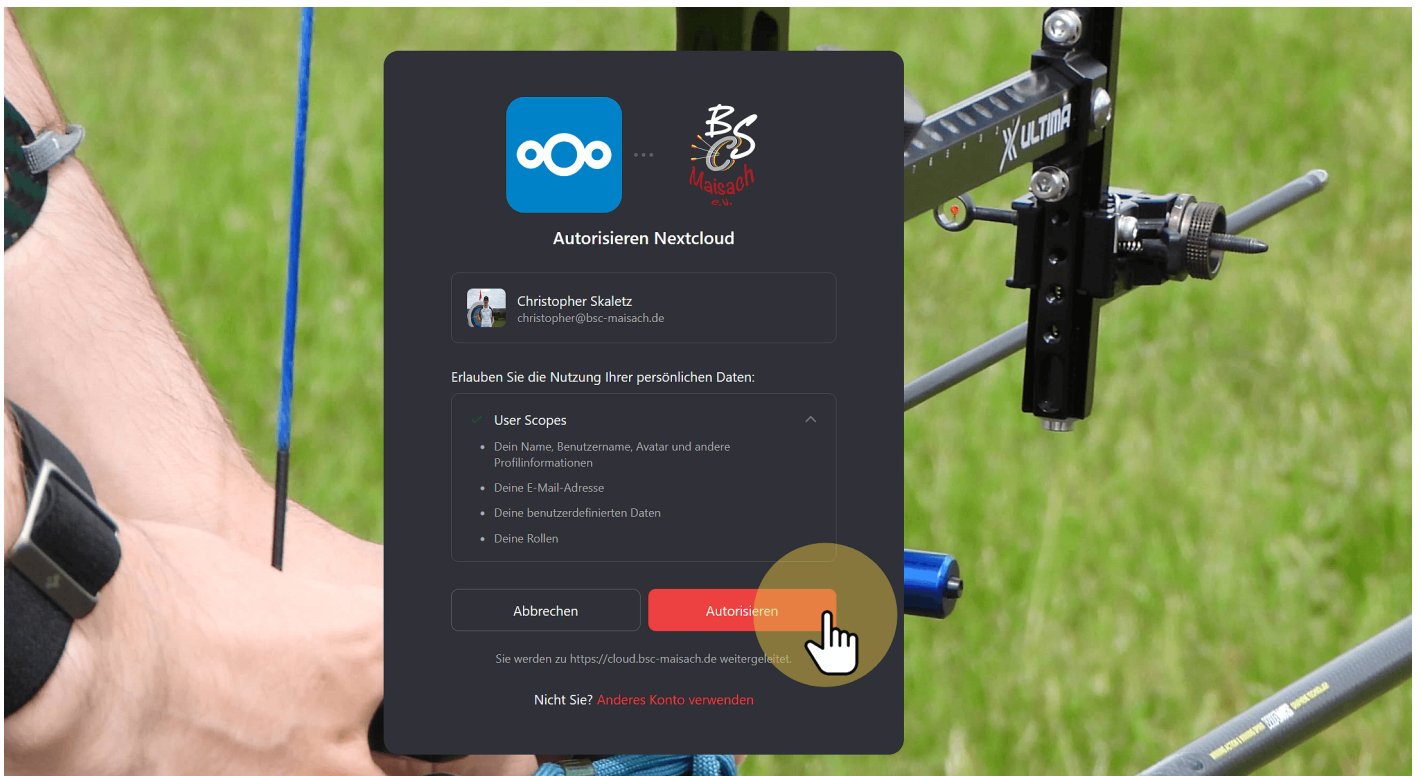 BSC
Maisach
e.V.
Autorisieren Nextcloud
Christopher Skaletz
christopher@bsc-maisach.de
Erlauben Sie die Nutzung Ihrer persönlichen Daten:
User Scopes
Dein Name, Benutzername, Avatar und andere
Profilinformationen
Deine E-Mail-Adresse
Deine benutzerdefinierten Daten
Deine Rollen
Abbrechen
Autorisieren
Sie werden zu https://cloud.bsc-maisach.de weitergeleitet.
Nicht Sie? Anderes Konto verwenden
X ULTIMA